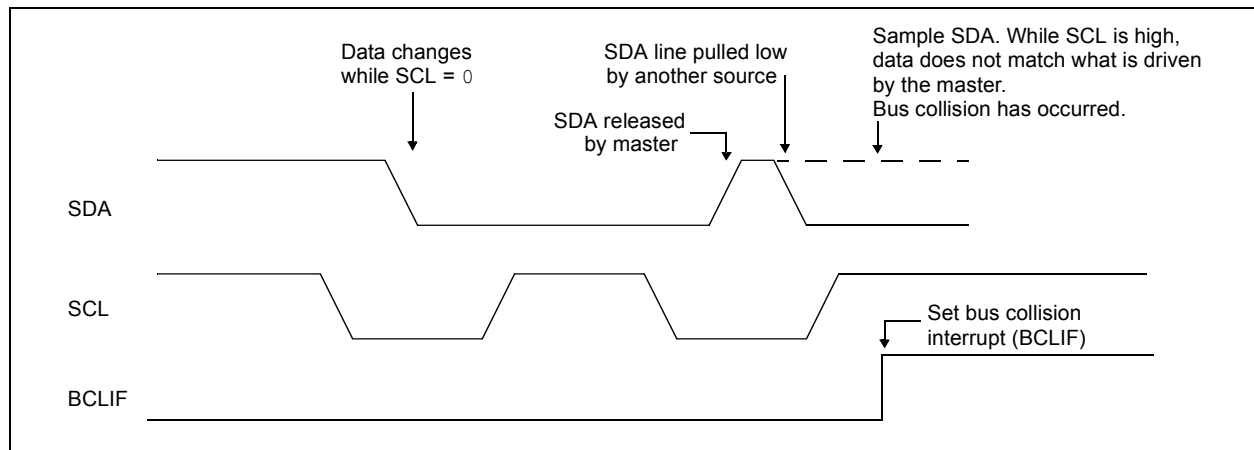 Data changes
while SCL = 0
SDA line pulled low
by another source
Sample SDA. While SCL is high,
data does not match what is driven
by the master.
Bus collision has occurred.
SDA released
by master
SDA
SCL
Set bus collision
interrupt (BCLIF)
BCLIF